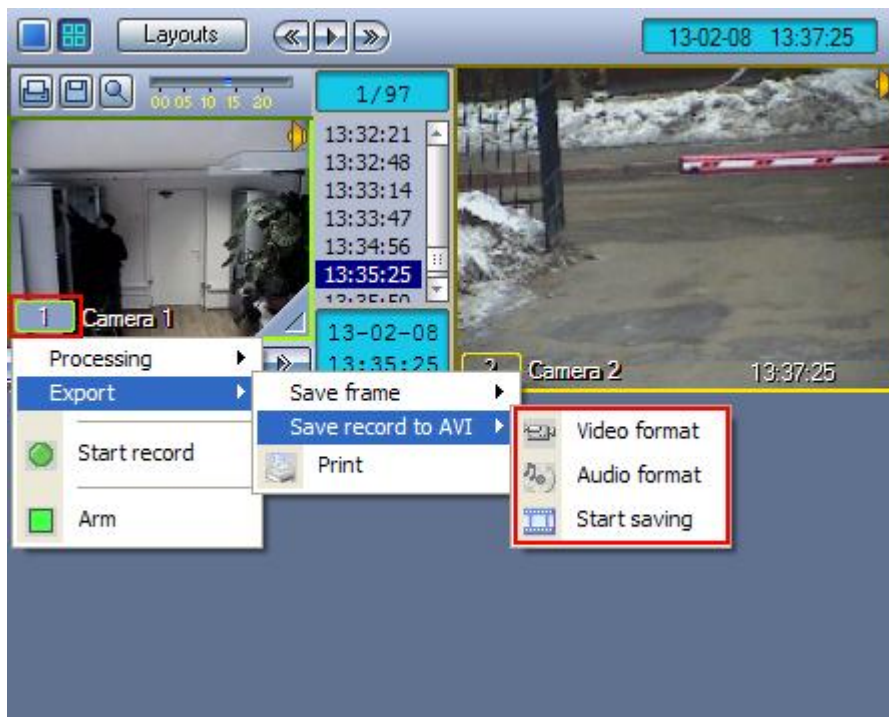 Layouts
13-02-08 13:37:25
00 05 10 15 20
1/97
13:32:21
13:32:48
13:33:14
13:33:47
13:34:56
13:35:25
13:35:50
1 Camera 1
13-02-08
13:35:25
2 Camera 2 13:37:25
Processing
Export
Start record
Arm
Save frame
Save record to AVI
Print
Video format
Audio format
Start saving